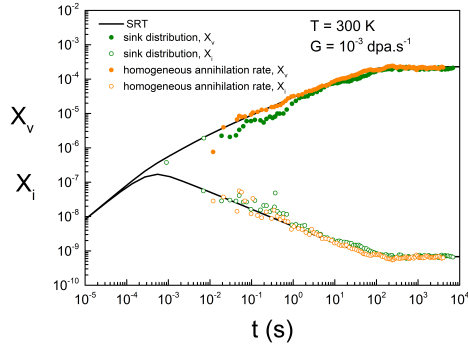 SRT
sink distribution, Xv
sink distribution, Xi
homogeneous annihilation rate, Xv
homogeneous annihilation rate, Xi
T = 300 K
G = 10⁻³ dpa.s⁻¹
10⁻²
10⁻³
10⁻⁴
10⁻⁵
10⁻⁶
10⁻⁷
10⁻⁸
10⁻⁹
10⁻¹⁰
Xv
Xi
10⁻⁵ 10⁻⁴ 10⁻³ 10⁻² 10⁻¹ 10⁰ 10¹ 10² 10³ 10⁴
t (s)